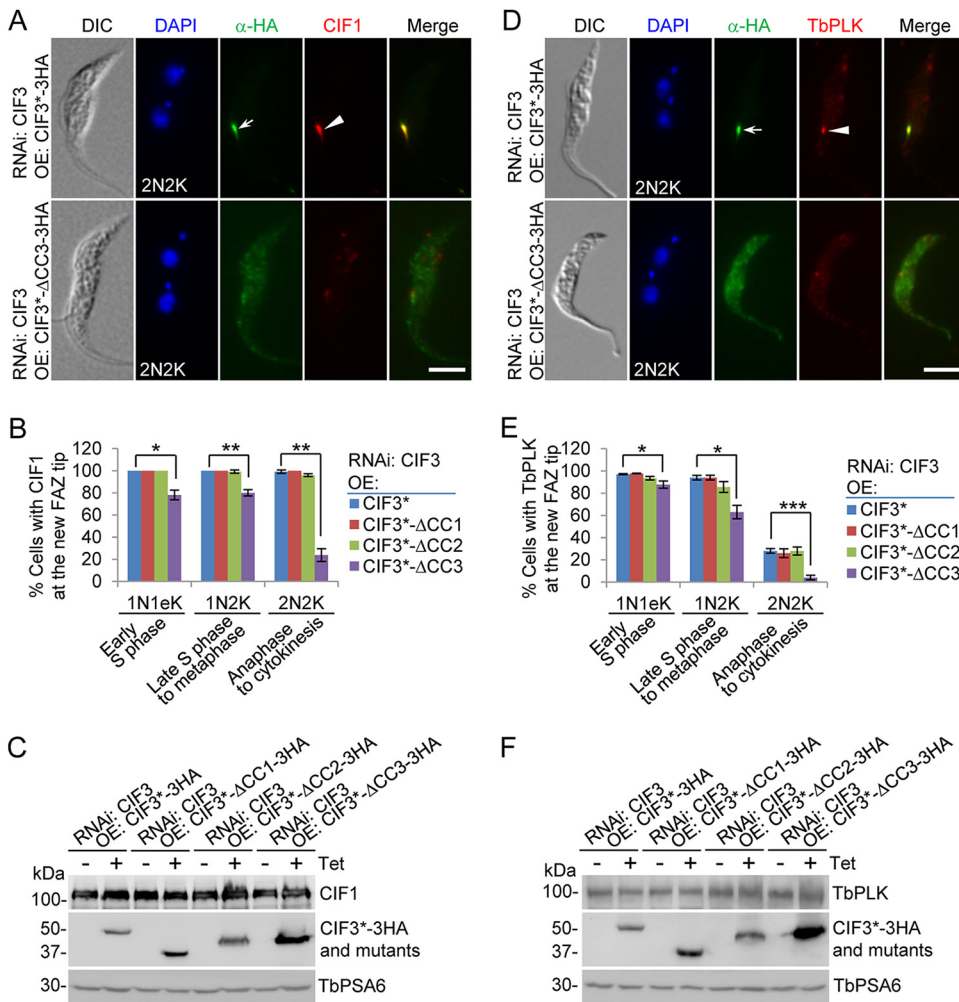 A
DIC
DAPI
α-HA
CIF1
Merge
RNAi: CIF3
OE: CIF3*-3HA
2N2K
RNAi: CIF3
OE: CIF3*-ΔCC3-3HA
2N2K
D
DIC
DAPI
α-HA
TbPLK
Merge
RNAi: CIF3
OE: CIF3*-3HA
2N2K
RNAi: CIF3
OE: CIF3*-ΔCC3-3HA
2N2K
B
% Cells with CIF1
at the new FAZ tip
120
100
80
60
40
20
0
*
**
**
1N1eK
1N2K
2N2K
Early
S phase
Late S phase
to metaphase
Anaphase
to cytokinesis
RNAi: CIF3
OE:
CIF3*
CIF3*-ΔCC1
CIF3*-ΔCC2
CIF3*-ΔCC3
E
% Cells with TbPLK
at the new FAZ tip
120
100
80
60
40
20
0
*
*
***
1N1eK
1N2K
2N2K
Early
S phase
Late S phase
to metaphase
Anaphase
to cytokinesis
RNAi: CIF3
OE:
CIF3*
CIF3*-ΔCC1
CIF3*-ΔCC2
CIF3*-ΔCC3
C
RNAi: CIF3
OE: CIF3*-3HA
RNAi: CIF3
OE: CIF3*-ΔCC1-3HA
RNAi: CIF3
OE: CIF3*-ΔCC2-3HA
RNAi: CIF3
OE: CIF3*-ΔCC3-3HA
- + - + - + - + Tet
kDa
100-
CIF1
50-
37-
CIF3*-3HA
and mutants
30-
TbPSA6
F
RNAi: CIF3
OE: CIF3*-3HA
RNAi: CIF3
OE: CIF3*-ΔCC1-3HA
RNAi: CIF3
OE: CIF3*-ΔCC2-3HA
RNAi: CIF3
OE: CIF3*-ΔCC3-3HA
- + - + - + - + Tet
kDa
100-
TbPLK
50-
37-
CIF3*-3HA
and mutants
30-
TbPSA6